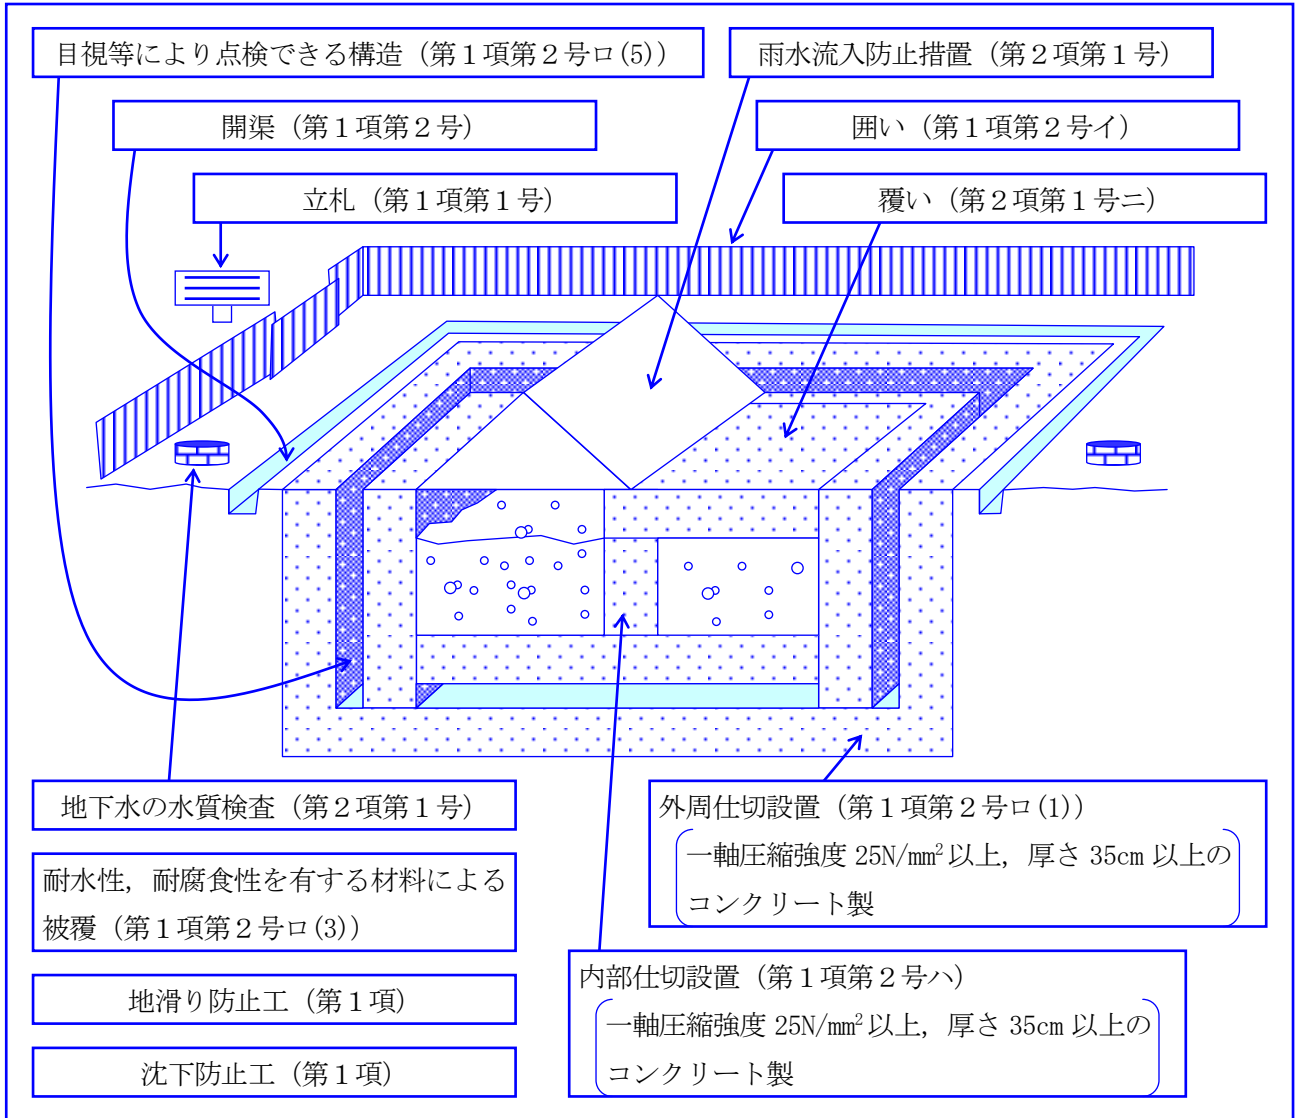 目視等により点検できる構造（第１項第２号ロ(5)）
雨水流入防止措置（第２項第１号）
開渠（第１項第２号）
囲い（第１項第２号イ）
立札（第１項第１号）
覆い（第２項第１号ニ）
地下水の水質検査（第２項第１号）
外周仕切設置（第１項第２号ロ(1)）
一軸圧縮強度 25N/mm²以上，厚さ 35cm 以上の
コンクリート製
耐水性，耐腐食性を有する材料による
被覆（第１項第２号ロ(3)）
内部仕切設置（第１項第２号ハ）
一軸圧縮強度 25N/mm²以上，厚さ 35cm 以上の
コンクリート製
地滑り防止工（第１項）
沈下防止工（第１項）